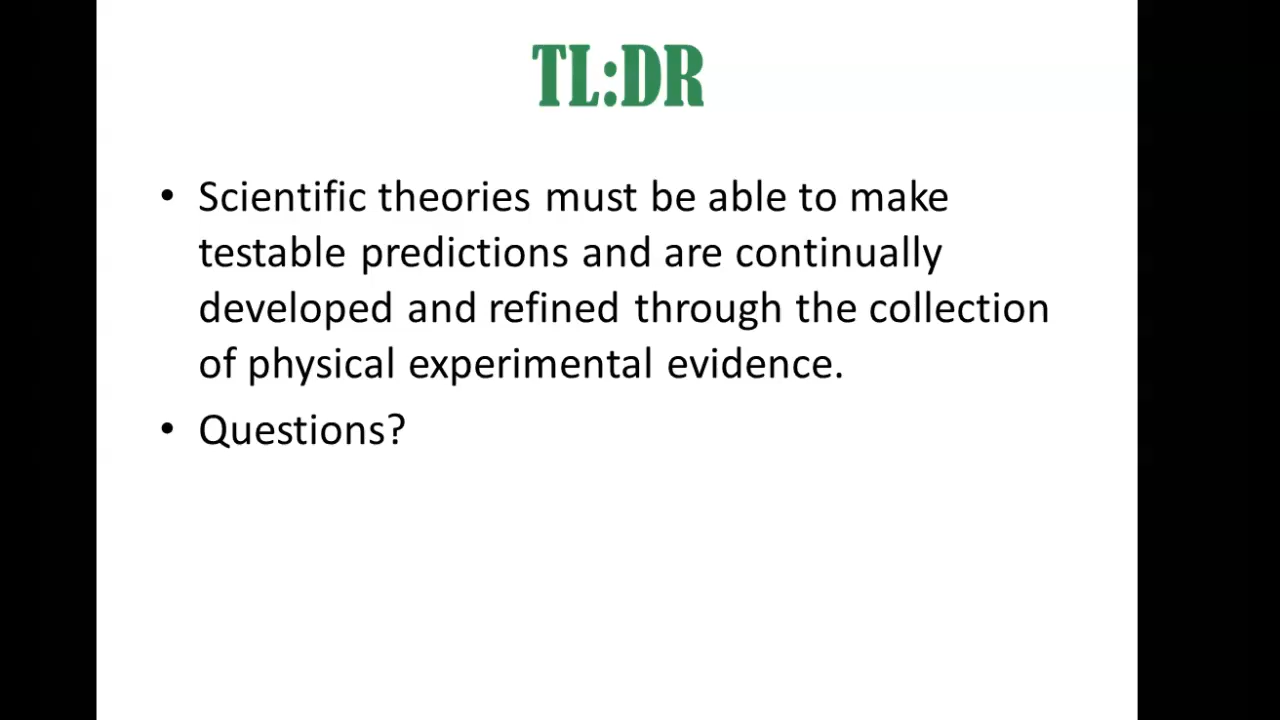 TL:DR
• Scientific theories must be able to make
testable predictions and are continually
developed and refined through the collection
of physical experimental evidence.
• Questions?